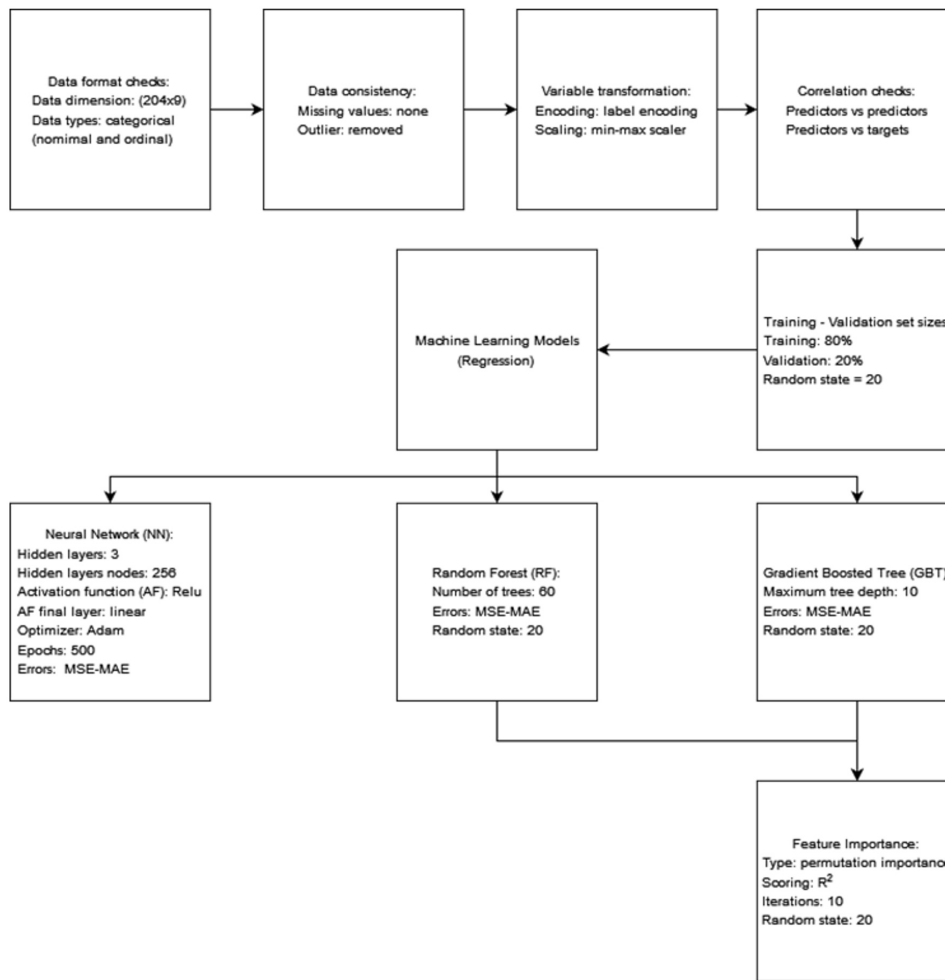 Data format checks:
Data dimension: (204x9)
Data types: categorical
(nomimal and ordinal)
Data consistency:
Missing values: none
Outlier: removed
Variable transformation:
Encoding: label encoding
Scaling: min-max scaler
Correlation checks:
Predictors vs predictors
Predictors vs targets
Training - Validation set sizes
Training: 80%
Validation: 20%
Random state = 20
Machine Learning Models
(Regression)
Neural Network (NN):
Hidden layers: 3
Hidden layers nodes: 256
Activation function (AF): Relu
AF final layer: linear
Optimizer: Adam
Epochs: 500
Errors: MSE-MAE
Random Forest (RF):
Number of trees: 60
Errors: MSE-MAE
Random state: 20
Gradient Boosted Tree (GBT)
Maximum tree depth: 10
Errors: MSE-MAE
Random state: 20
Feature Importance:
Type: permutation importance
Scoring: R²
Iterations: 10
Random state: 20